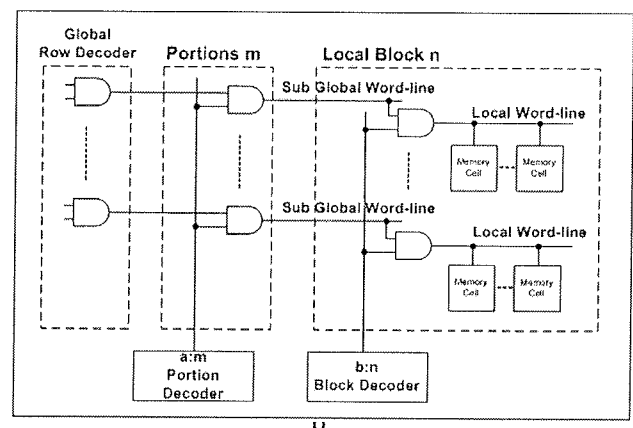 Global
Row Decoder
Portions m
Local Block n
Sub Global Word-line
Local Word-line
Memory
Cell
Memory
Cell
Sub Global Word-line
Local Word-line
Memory
Cell
Memory
Cell
a:m
Portion
Decoder
b:n
Block Decoder